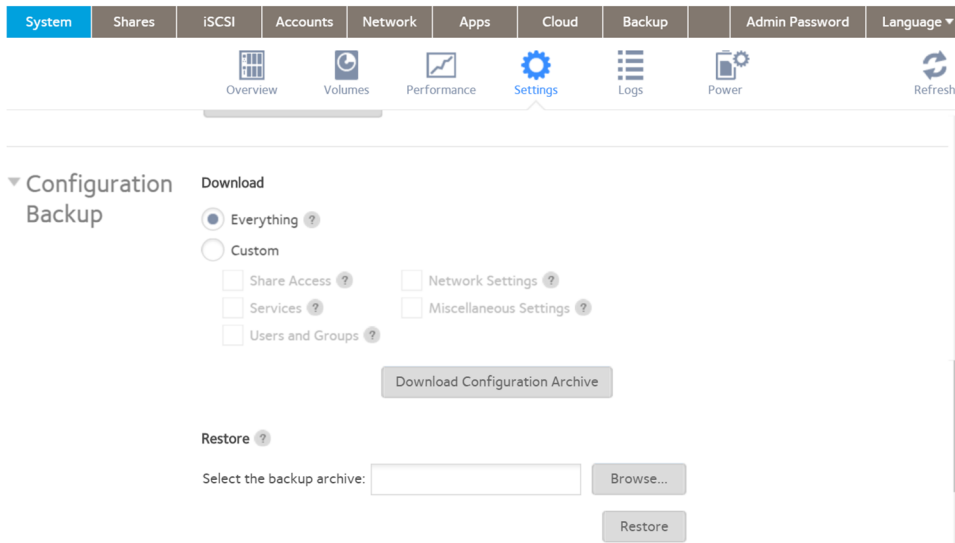 System Shares iSCSI Accounts Network Apps Cloud Backup Admin Password Language
Overview Volumes Performance Settings Logs Power Refresh
Configuration
Backup
Download
Everything ?
Custom
Share Access ? Network Settings ?
Services ? Miscellaneous Settings ?
Users and Groups ?
Download Configuration Archive
Restore ?
Select the backup archive: Browse...
Restore